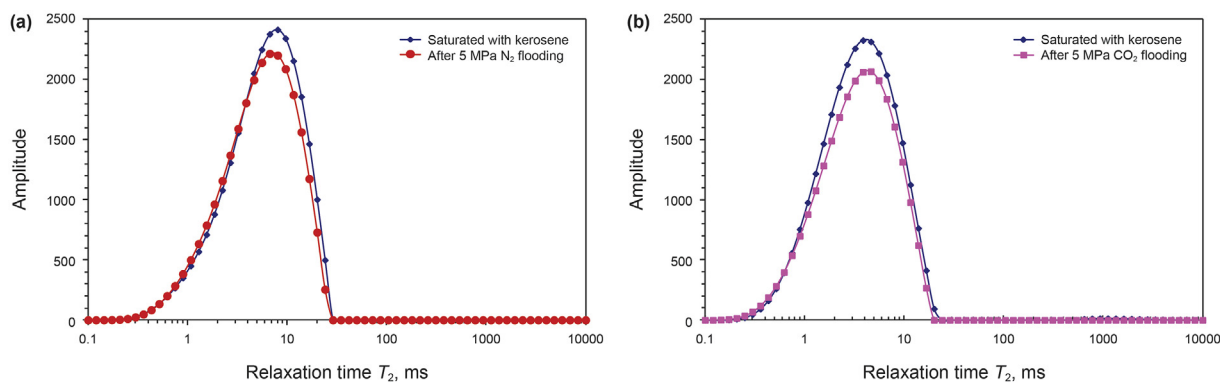 (a)
2500
2000
1500
1000
500
0
Amplitude
Saturated with kerosene
After 5 MPa N₂ flooding
0.1 1 10 100 1000 10000
Relaxation time T₂, ms
(b)
2500
2000
1500
1000
500
0
Amplitude
Saturated with kerosene
After 5 MPa CO₂ flooding
0.1 1 10 100 1000 10000
Relaxation time T₂, ms